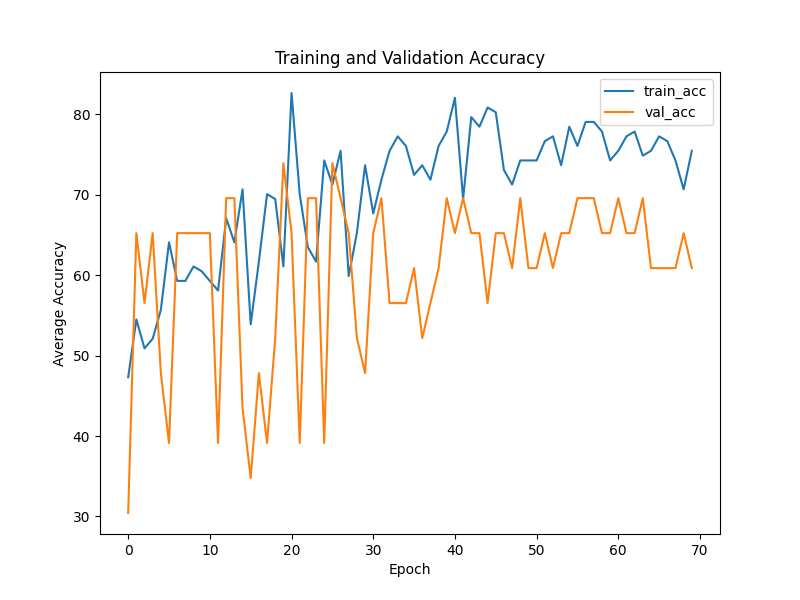 Training and Validation Accuracy
train_acc
val_acc
80
70
60
50
40
30
Average Accuracy
0 10 20 30 40 50 60 70
Epoch